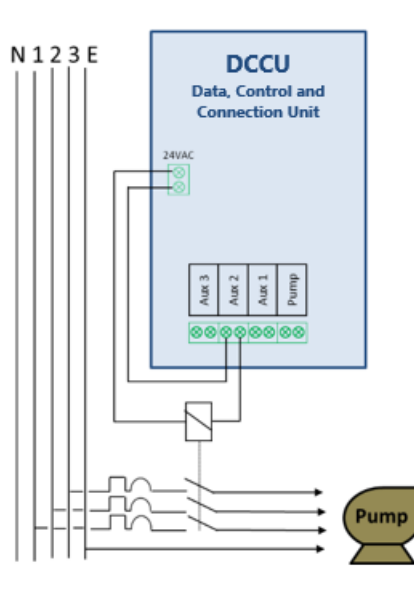 N 1 2 3 E
DCCU
Data, Control and
Connection Unit
24VAC
Aux 3
Aux 2
Aux 1
Pump
Pump